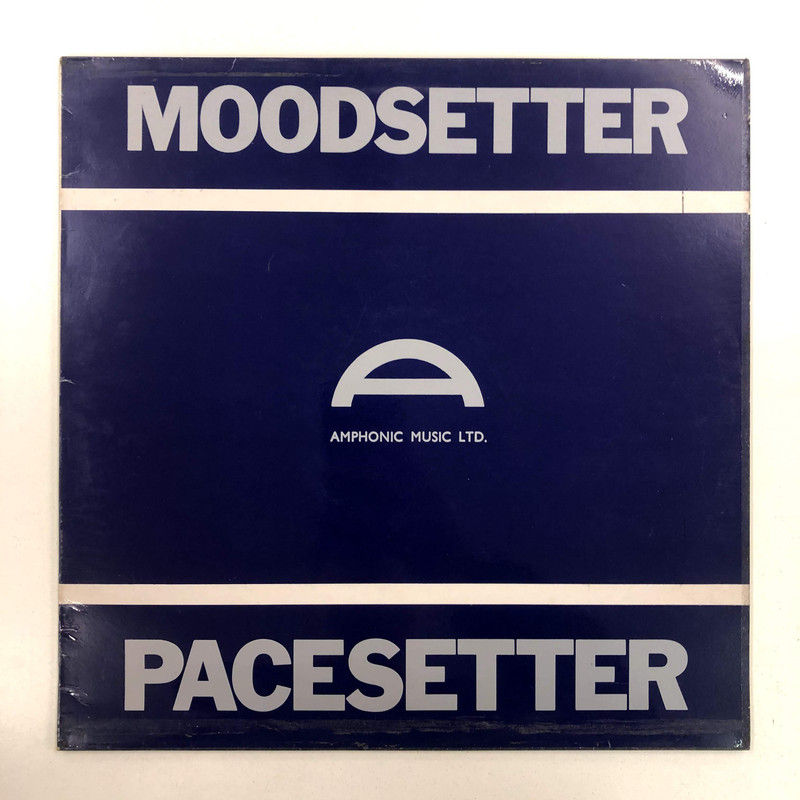 MOODSETTER
A
AMPHONIC MUSIC LTD.
PACESETTER